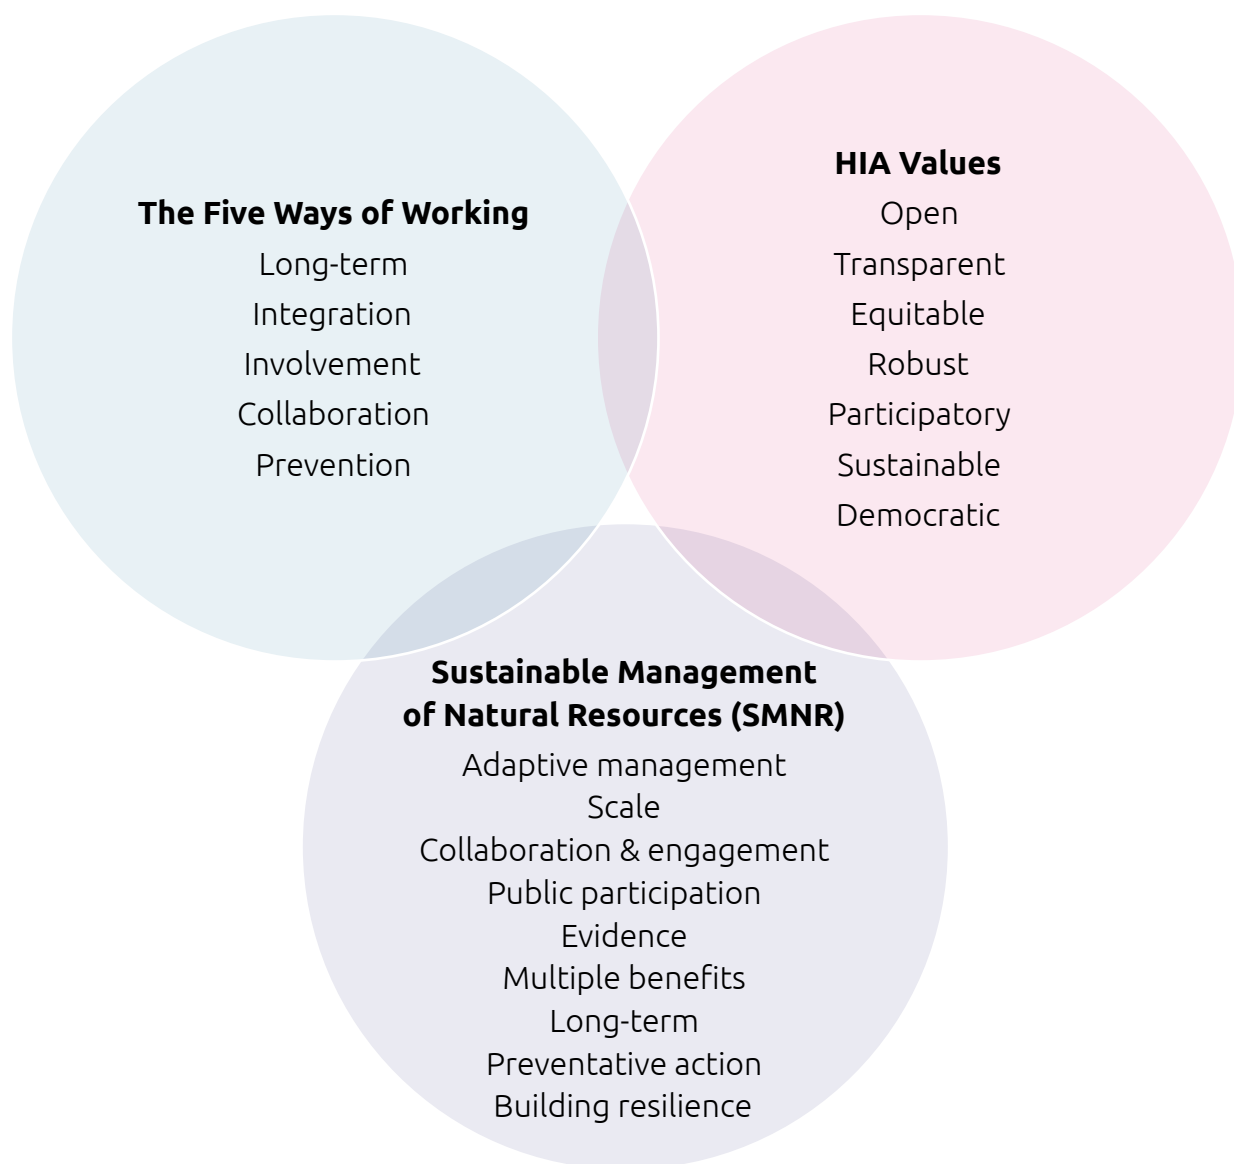 The Five Ways of Working
Long-term
Integration
Involvement
Collaboration
Prevention
HIA Values
Open
Transparent
Equitable
Robust
Participatory
Sustainable
Democratic
Sustainable Management
of Natural Resources (SMNR)
Adaptive management
Scale
Collaboration & engagement
Public participation
Evidence
Multiple benefits
Long-term
Preventative action
Building resilience